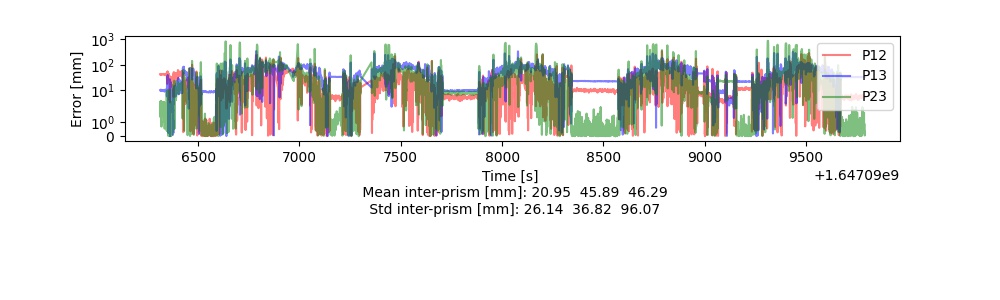 10³
10²
10¹
10⁰
0
Error [mm]
P12
P13
P23
6500 7000 7500 8000 8500 9000 9500
Time [s]
+1.64709e9
Mean inter-prism [mm]: 20.95 45.89 46.29
Std inter-prism [mm]: 26.14 36.82 96.07